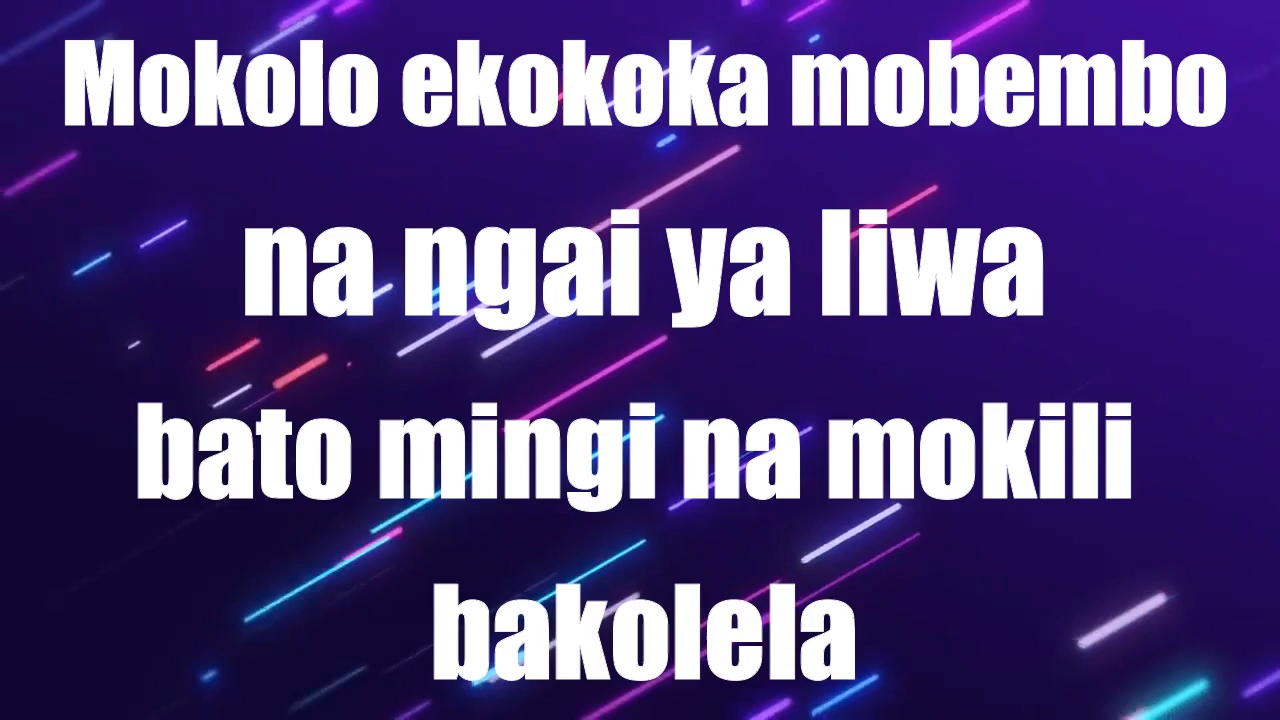 Mokolo ekokoka mobembo
na ngai ya liwa
bato mingi na mokili
bakolela